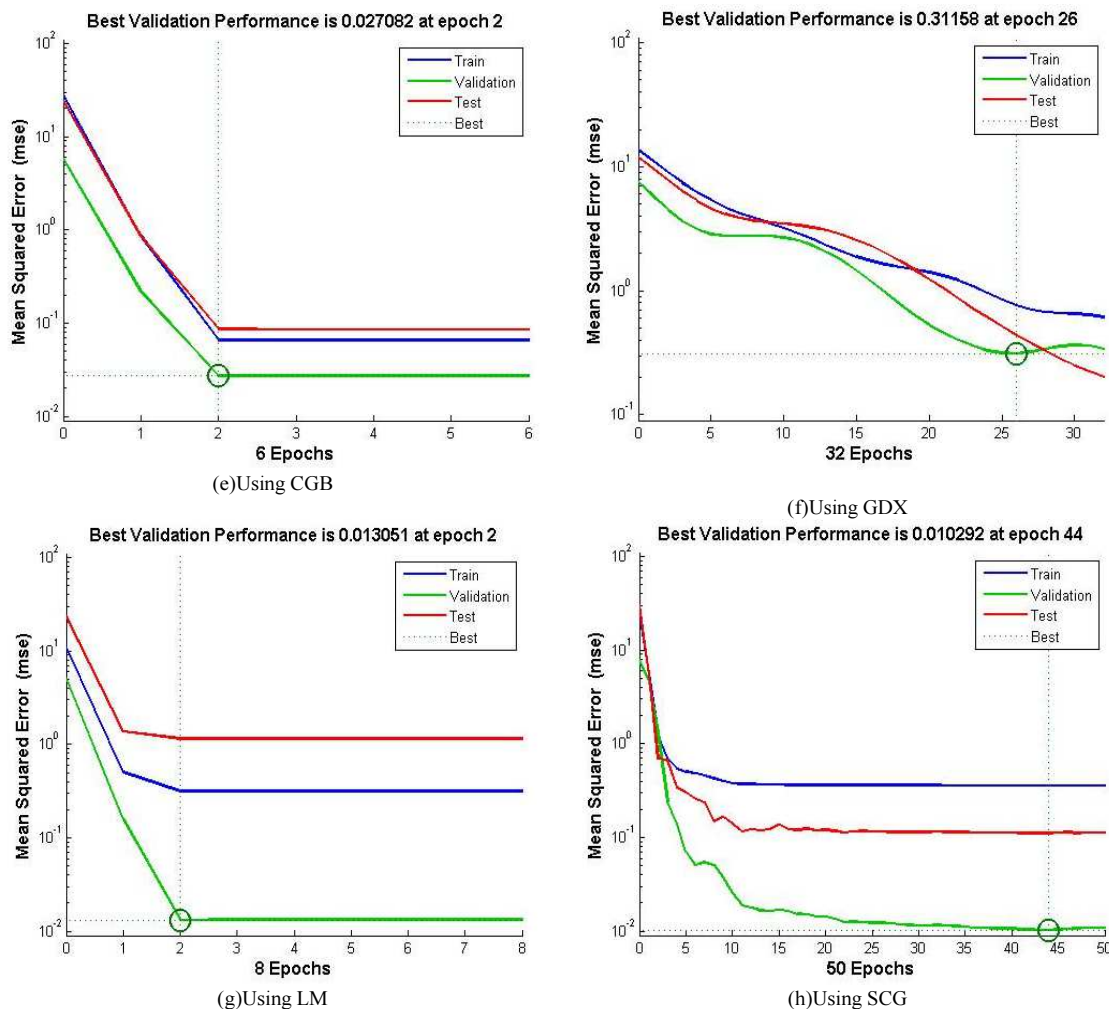 Best Validation Performance is 0.027082 at epoch 2
10^2
10^1
10^0
10^-1
10^-2
Mean Squared Error (mse)
Train
Validation
Test
Best
0 1 2 3 4 5 6
6 Epochs
(e)Using CGB
Best Validation Performance is 0.31158 at epoch 26
10^2
10^1
10^0
10^-1
Mean Squared Error (mse)
Train
Validation
Test
Best
0 5 10 15 20 25 30
32 Epochs
(f)Using GDX
Best Validation Performance is 0.013051 at epoch 2
10^2
10^1
10^0
10^-1
10^-2
Mean Squared Error (mse)
Train
Validation
Test
Best
0 1 2 3 4 5 6 7 8
8 Epochs
(g)Using LM
Best Validation Performance is 0.010292 at epoch 44
10^2
10^1
10^0
10^-1
10^-2
Mean Squared Error (mse)
Train
Validation
Test
Best
0 5 10 15 20 25 30 35 40 45 50
50 Epochs
(h)Using SCG